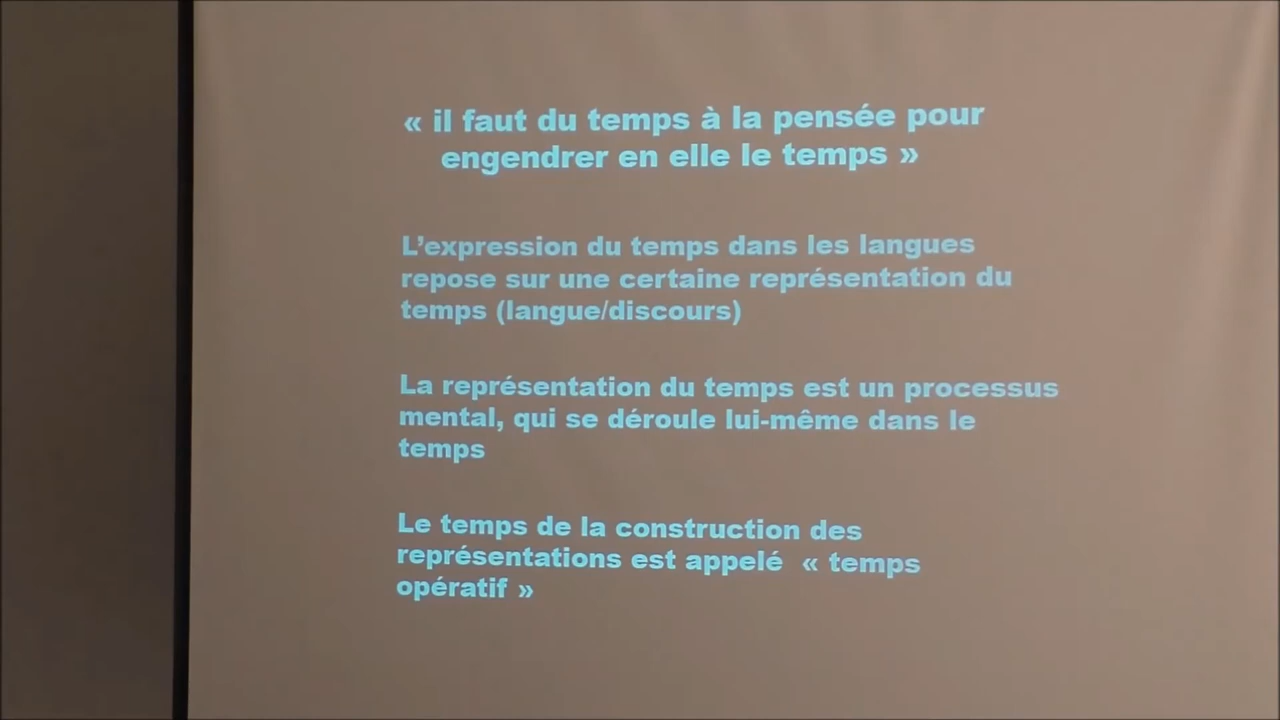 « il faut du temps à la pensée pour
engendrer en elle le temps »
L'expression du temps dans les langues
repose sur une certaine représentation du
temps (langue/discours)
La représentation du temps est un processus
mental, qui se déroule lui-même dans le
temps
Le temps de la construction des
représentations est appelé « temps
opératif »